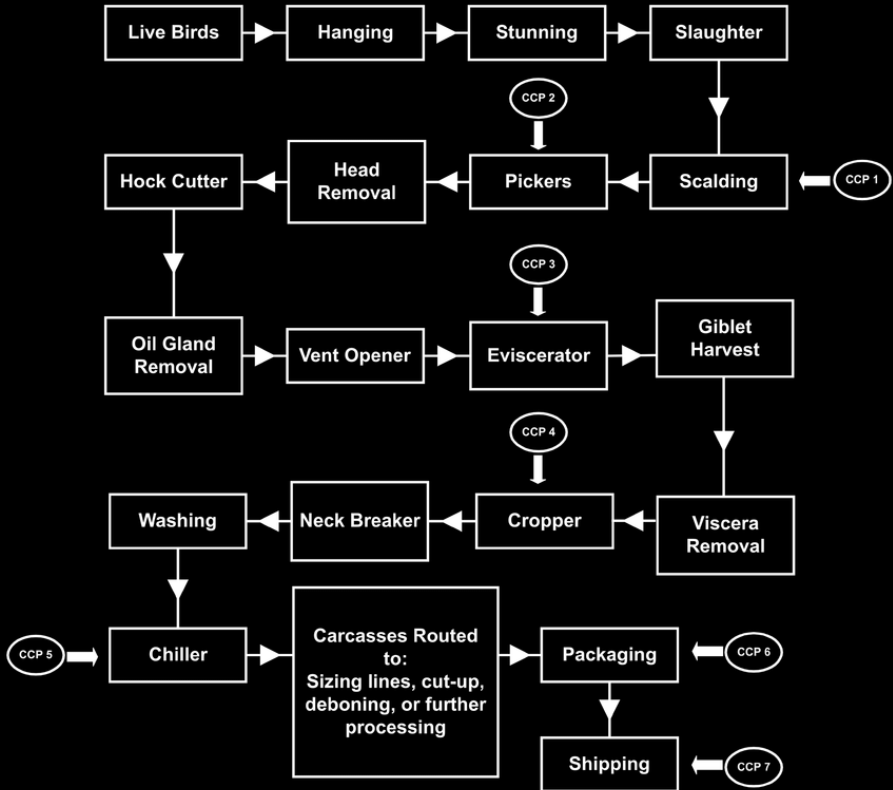 Live Birds
Hanging
Stunning
Slaughter
CCP 2
Hock Cutter
Head
Removal
Pickers
Scalding
CCP 1
CCP 3
Oil Gland
Removal
Vent Opener
Eviscerator
Giblet
Harvest
CCP 4
Washing
Neck Breaker
Cropper
Viscera
Removal
CCP 5
Chiller
Carcasses Routed
to:
Sizing lines, cut-up,
deboning, or further
processing
Packaging
CCP 6
Shipping
CCP 7